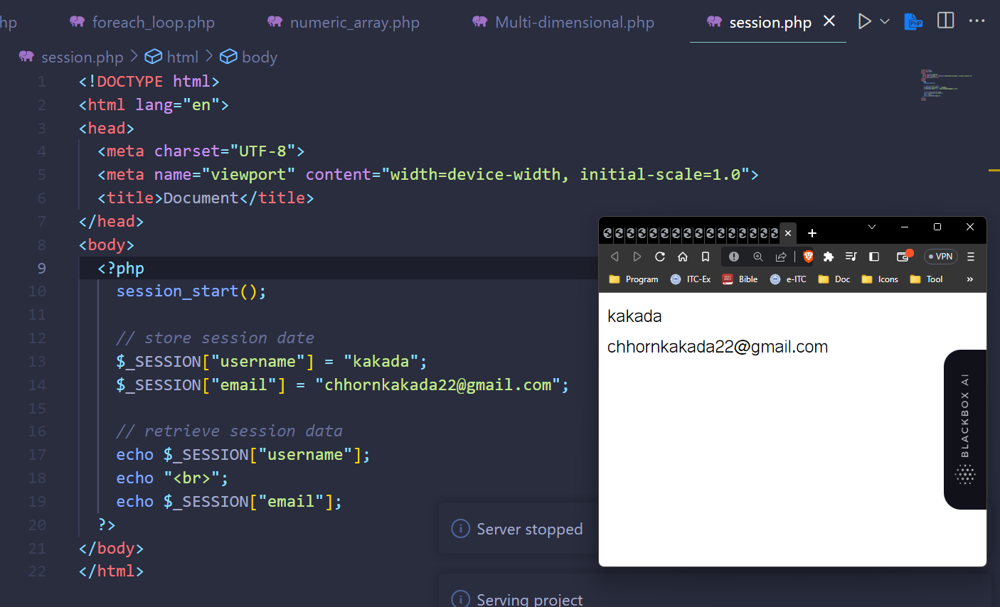 hp foreach_loop.php numeric_array.php Multi-dimensional.php session.php
session.php > html > body
1 <!DOCTYPE html>
2 <html lang="en">
3 <head>
4 <meta charset="UTF-8">
5 <meta name="viewport" content="width=device-width, initial-scale=1.0">
6 <title>Document</title>
7 </head>
8 <body>
9 <?php
10 session_start();
11
12 // store session date
13 $_SESSION["username"] = "kakada";
14 $_SESSION["email"] = "chhornkakada22@gmail.com";
15
16 // retrieve session data
17 echo $_SESSION["username"];
18 echo "<br>";
19 echo $_SESSION["email"];
20 ?>
21 </body>
22 </html>
VPN
Program ITC-Ex Bible e-ITC Doc Icons Tool »
kakada
chhornkakada22@gmail.com
BLACKBOX AI
Server stopped
Serving project